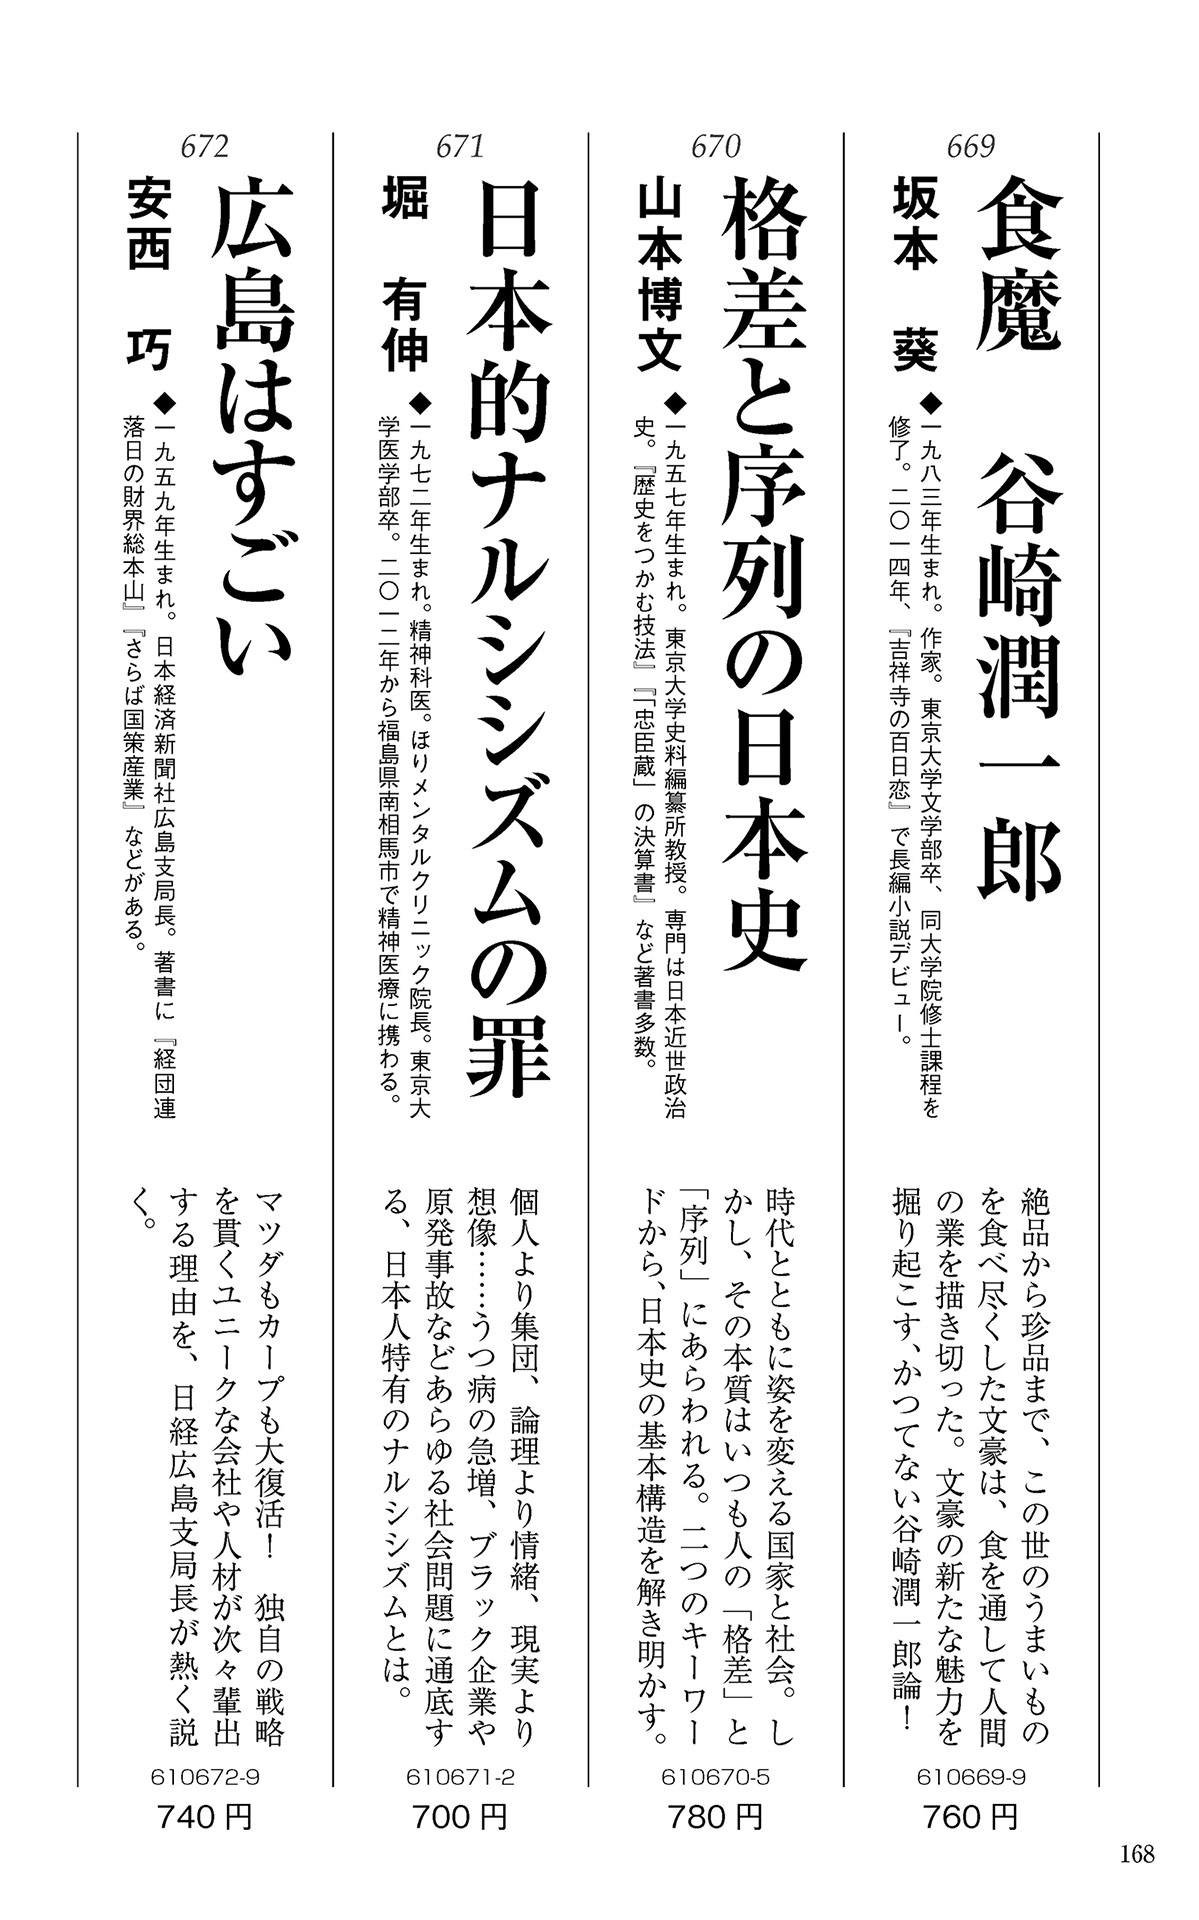 669
食魔 谷崎潤一郎
坂本 葵
◆一九八三年生まれ。作家。東京大学文学部卒、同大学院修士課程を
修了。二〇一四年、『吉祥寺の百日恋』で長編小説デビュー。
絶品から珍品まで、この世のうまいもの
を食べ尽くした文豪は、食を通して人間
の業を描き切った。文豪の新たな魅力を
掘り起こす、かつてない谷崎潤一郎論！
610669-9
760円
670
格差と序列の日本史
山本博文
◆一九五七年生まれ。東京大学史料編纂所教授。専門は日本近世政治
史。『歴史をつかむ技法』『「忠臣蔵」の決算書』など著書多数。
時代とともに姿を変える国家と社会。し
かし、その本質はいつも人の「格差」と
「序列」にあらわれる。二つのキーワー
ドから、日本史の基本構造を解き明かす。
610670-5
780円
671
日本的ナルシシズムの罪
堀 有伸
◆一九七二年生まれ。精神科医。ほりメンタルクリニック院長。東京大
学医学部卒。二〇一二年から福島県南相馬市で精神医療に携わる。
個人より集団、論理より情緒、現実より
想像……うつ病の急増、ブラック企業や
原発事故などあらゆる社会問題に通底す
る、日本人特有のナルシシズムとは。
610671-2
700円
672
広島はすごい
安西 巧
◆一九五九年生まれ。日本経済新聞社広島支局長。著書に『経団連
落日の財界総本山』『さらば国策産業』などがある。
マツダもカープも大復活！ 独自の戦略
を貫くユニークな会社や人材が次々輩出
する理由を、日経広島支局長が熱く説
く。
610672-9
740円
168